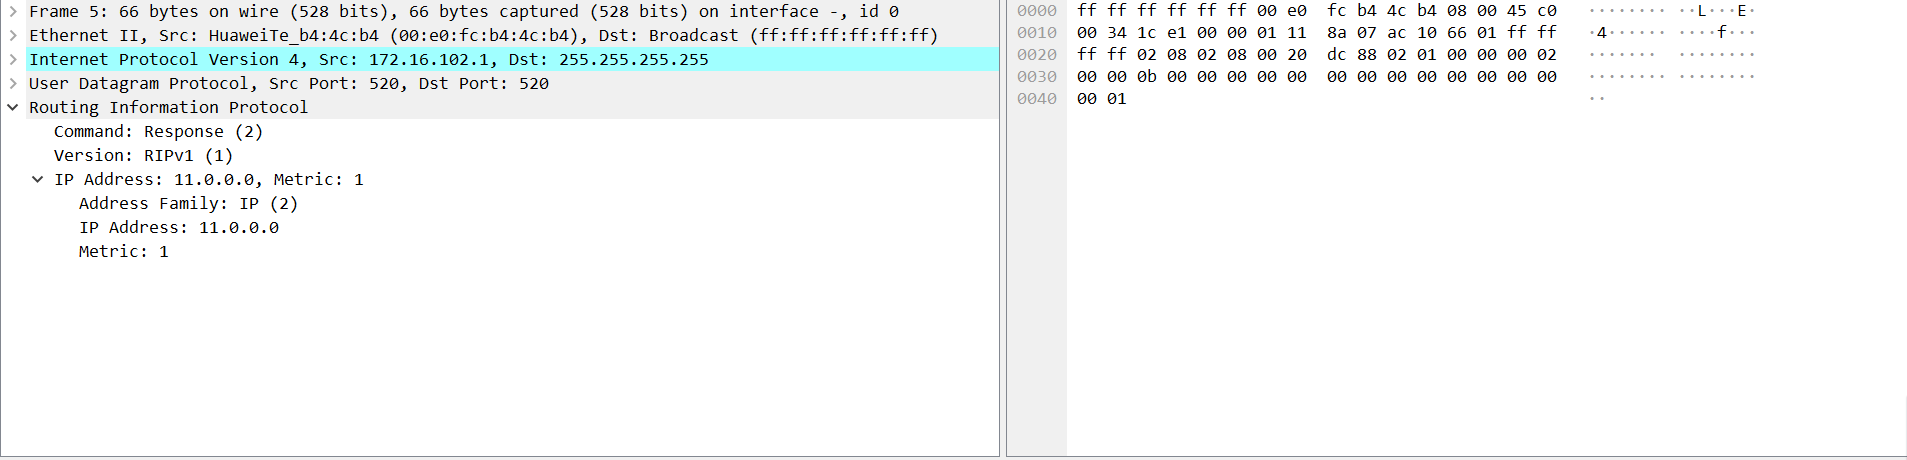 Frame 5: 66 bytes on wire (528 bits), 66 bytes captured (528 bits) on interface -, id 0
Ethernet II, Src: HuaweiTe_b4:4c:b4 (00:e0:fc:b4:4c:b4), Dst: Broadcast (ff:ff:ff:ff:ff:ff)
Internet Protocol Version 4, Src: 172.16.102.1, Dst: 255.255.255.255
User Datagram Protocol, Src Port: 520, Dst Port: 520
Routing Information Protocol
Command: Response (2)
Version: RIPv1 (1)
IP Address: 11.0.0.0, Metric: 1
Address Family: IP (2)
IP Address: 11.0.0.0
Metric: 1
0000 ff ff ff ff ff ff 00 e0 fc b4 4c b4 08 00 45 c0 ········ ··L···E·
0010 00 34 1c e1 00 00 01 11 8a 07 ac 10 66 01 ff ff ·4······ ····f···
0020 ff ff 02 08 02 08 00 20 dc 88 02 01 00 00 00 02 ······· ········
0030 00 00 0b 00 00 00 00 00 00 00 00 00 00 00 00 00 ········ ········
0040 00 01 ··